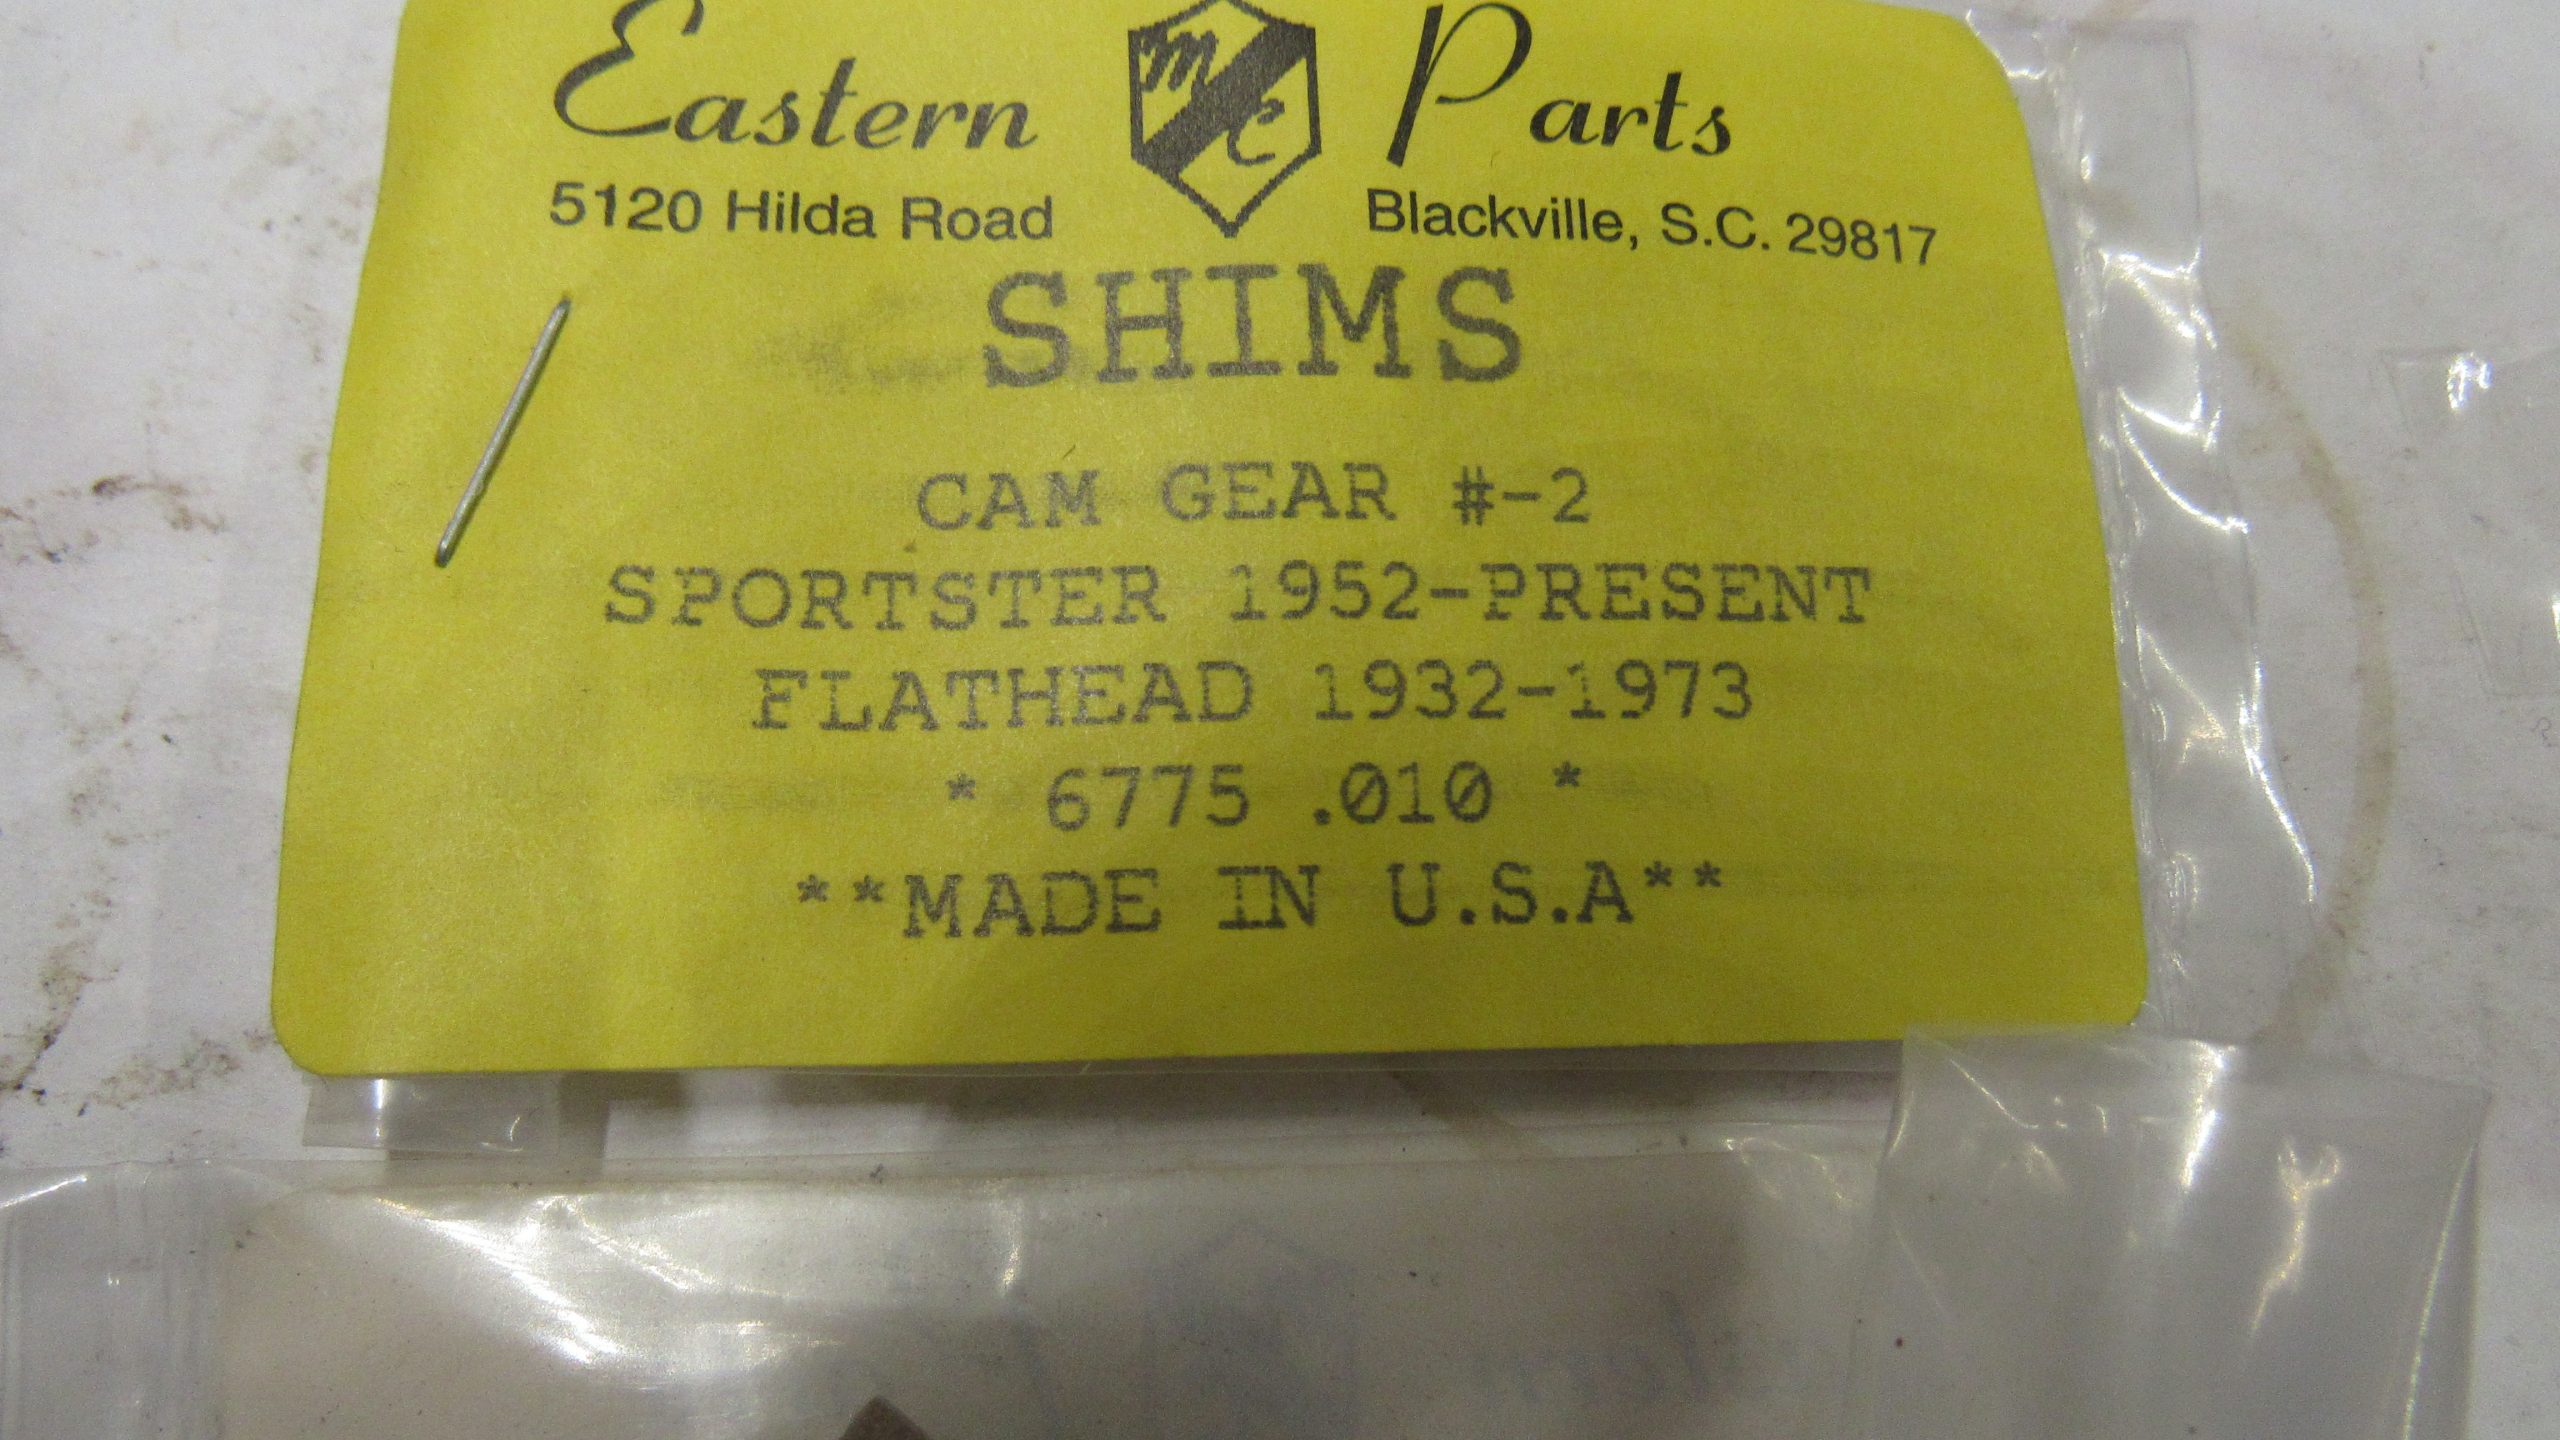 Eastern MC Parts
5120 Hilda Road Blackville, S.C. 29817
SHIMS
CAM GEAR #-2
SPORTSTER 1952-PRESENT
FLATHEAD 1932-1973
* 6775 .010 *
**MADE IN U.S.A**